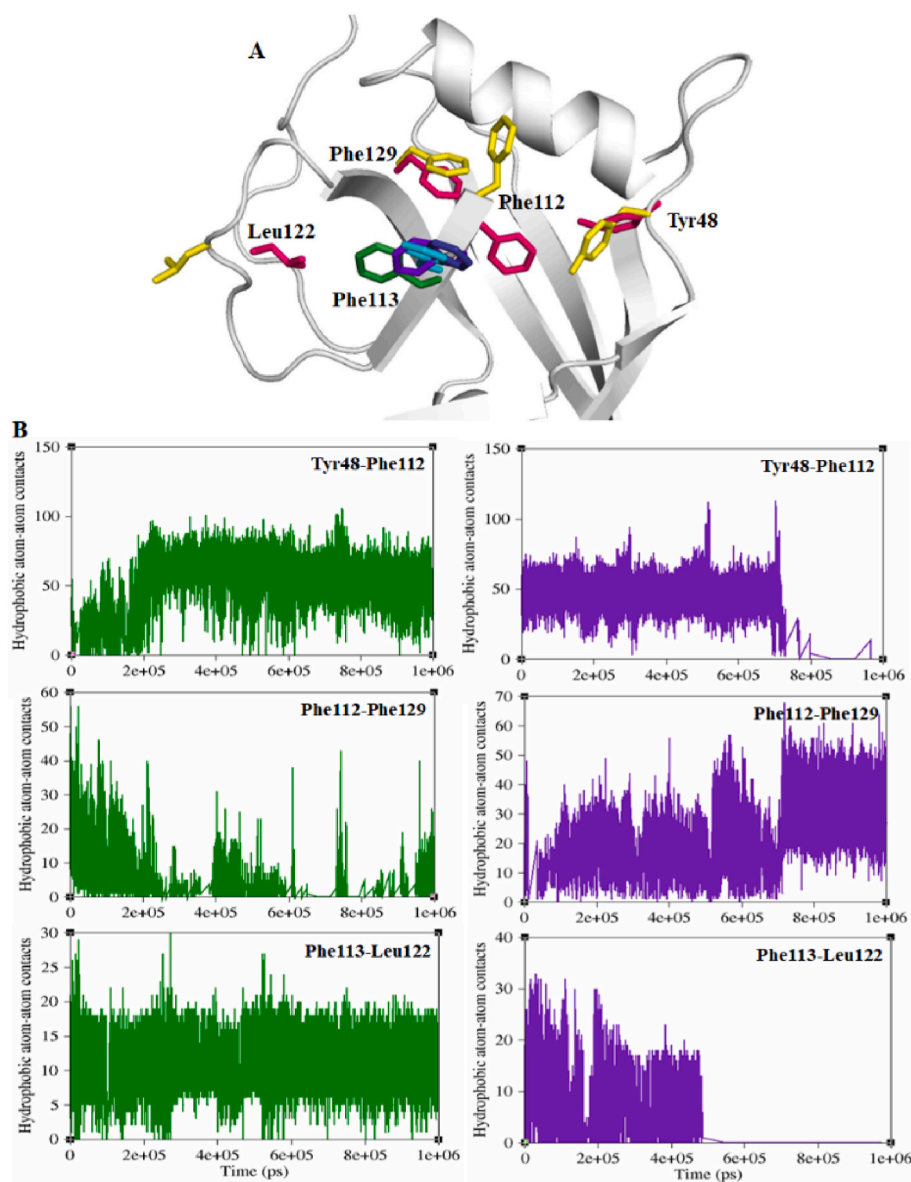 A
Phe129
Phe112
Leu122
Tyr48
Phe113
B
Hydrophobic atom-atom contacts
150
100
50
0
Tyr48-Phe112
0 2e+05 4e+05 6e+05 8e+05 1e+06
Hydrophobic atom-atom contacts
150
100
50
0
Tyr48-Phe112
0 2e+05 4e+05 6e+05 8e+05 1e+06
Hydrophobic atom-atom contacts
60
50
40
30
20
10
0
Phe112-Phe129
0 2e+05 4e+05 6e+05 8e+05 1e+06
Hydrophobic atom-atom contacts
70
60
50
40
30
20
10
0
Phe112-Phe129
0 2e+05 4e+05 6e+05 8e+05 1e+06
Hydrophobic atom-atom contacts
30
25
20
15
10
5
0
Phe113-Leu122
0 2e+05 4e+05 6e+05 8e+05 1e+06
Time (ps)
Hydrophobic atom-atom contacts
40
30
20
10
0
Phe113-Leu122
0 2e+05 4e+05 6e+05 8e+05 1e+06
Time (ps)